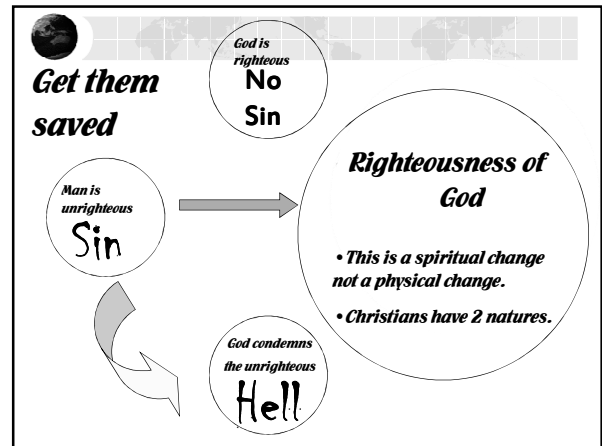 Get them
saved
God is
righteous
No
Sin
Man is
unrighteous
Sin
Righteousness of
God
•This is a spiritual change
not a physical change.
•Christians have 2 natures.
God condemns
the unrighteous
Hell